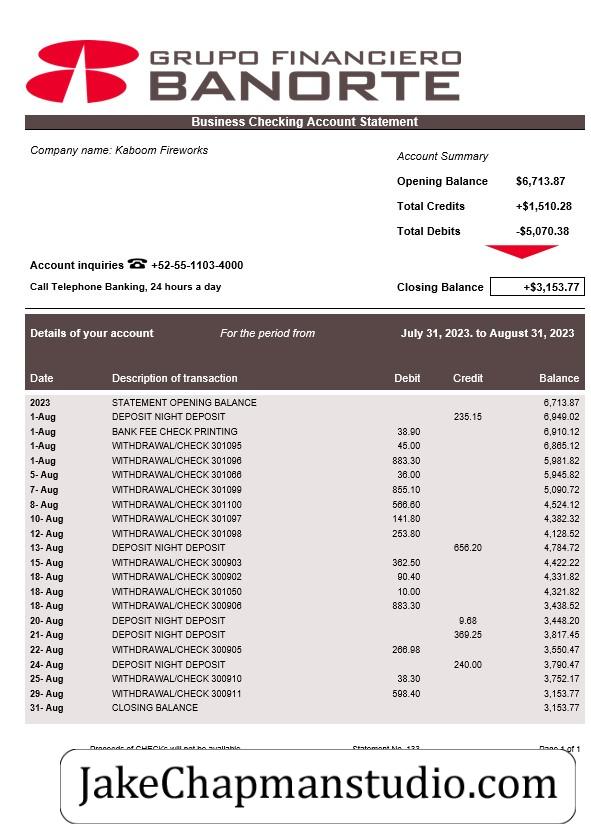 GRUPO FINANCIERO
BANORTE
Business Checking Account Statement
Company name: Kaboom Fireworks
Account Summary
Opening Balance $6,713.87
Total Credits +$1,510.28
Total Debits -$5,070.38
Account inquiries ☎ +52-55-1103-4000
Call Telephone Banking, 24 hours a day
Closing Balance +$3,153.77
Details of your account For the period from July 31, 2023. to August 31, 2023
Date Description of transaction Debit Credit Balance
2023 STATEMENT OPENING BALANCE 6,713.87
1-Aug DEPOSIT NIGHT DEPOSIT 235.15 6,949.02
1-Aug BANK FEE CHECK PRINTING 38.90 6,910.12
1-Aug WITHDRAWAL/CHECK 301095 45.00 6,865.12
1-Aug WITHDRAWAL/CHECK 301096 883.30 5,981.82
5- Aug WITHDRAWAL/CHECK 301066 36.00 5,945.82
7- Aug WITHDRAWAL/CHECK 301099 855.10 5,090.72
8- Aug WITHDRAWAL/CHECK 301100 566.60 4,524.12
10- Aug WITHDRAWAL/CHECK 301097 141.80 4,382.32
12- Aug WITHDRAWAL/CHECK 301098 253.80 4,128.52
13- Aug DEPOSIT NIGHT DEPOSIT 656.20 4,784.72
15- Aug WITHDRAWAL/CHECK 300903 362.50 4,422.22
18- Aug WITHDRAWAL/CHECK 300902 90.40 4,331.82
18- Aug WITHDRAWAL/CHECK 301050 10.00 4,321.82
18- Aug WITHDRAWAL/CHECK 300906 883.30 3,438.52
20- Aug DEPOSIT NIGHT DEPOSIT 9.68 3,448.20
21- Aug DEPOSIT NIGHT DEPOSIT 369.25 3,817.45
22- Aug WITHDRAWAL/CHECK 300905 266.98 3,550.47
24- Aug DEPOSIT NIGHT DEPOSIT 240.00 3,790.47
25- Aug WITHDRAWAL/CHECK 300910 38.30 3,752.17
29- Aug WITHDRAWAL/CHECK 300911 598.40 3,153.77
31- Aug CLOSING BALANCE 3,153.77
Proceeds of CHECKs will not be available Statement No. 133 Page 1 of 1
JakeChapmanstudio.com